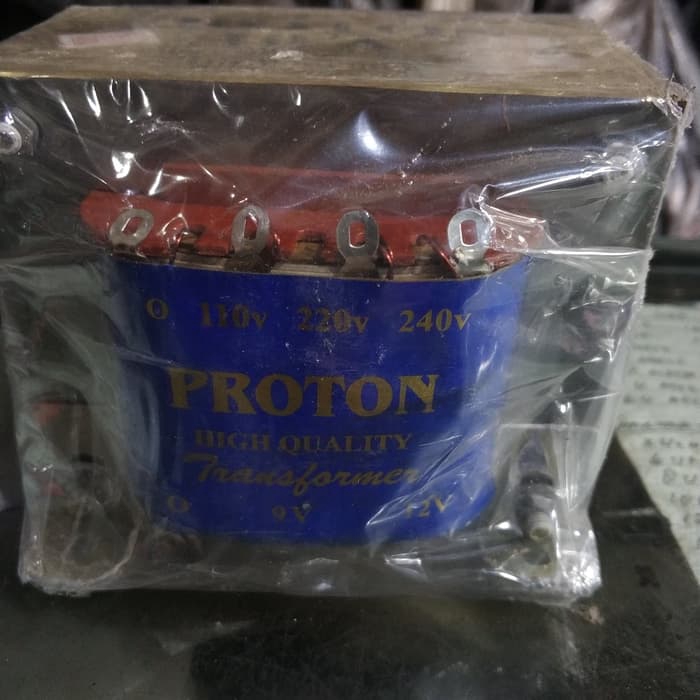 0 110v 220v 240v
PROTON
HIGH QUALITY
Transformer
0 9V 12V